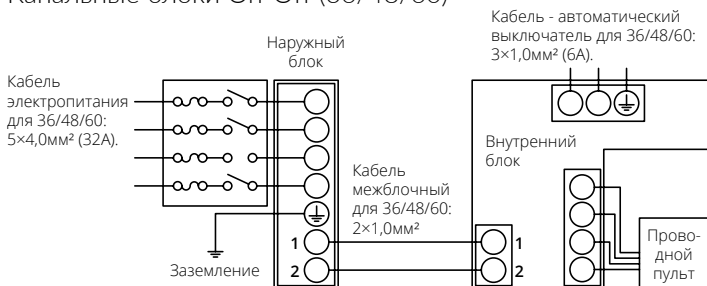 Канальные блоки On-Off (36/48/60)
Кабель - автоматический
выключатель для 36/48/60:
3×1,0мм² (6А).
Наружный
блок
Кабель
электропитания
для 36/48/60:
5×4,0мм² (32А).
Внутренний
блок
Кабель
межблочный
для 36/48/60:
2×1,0мм²
Заземление
1
2
1
2
Прово-
дной
пульт